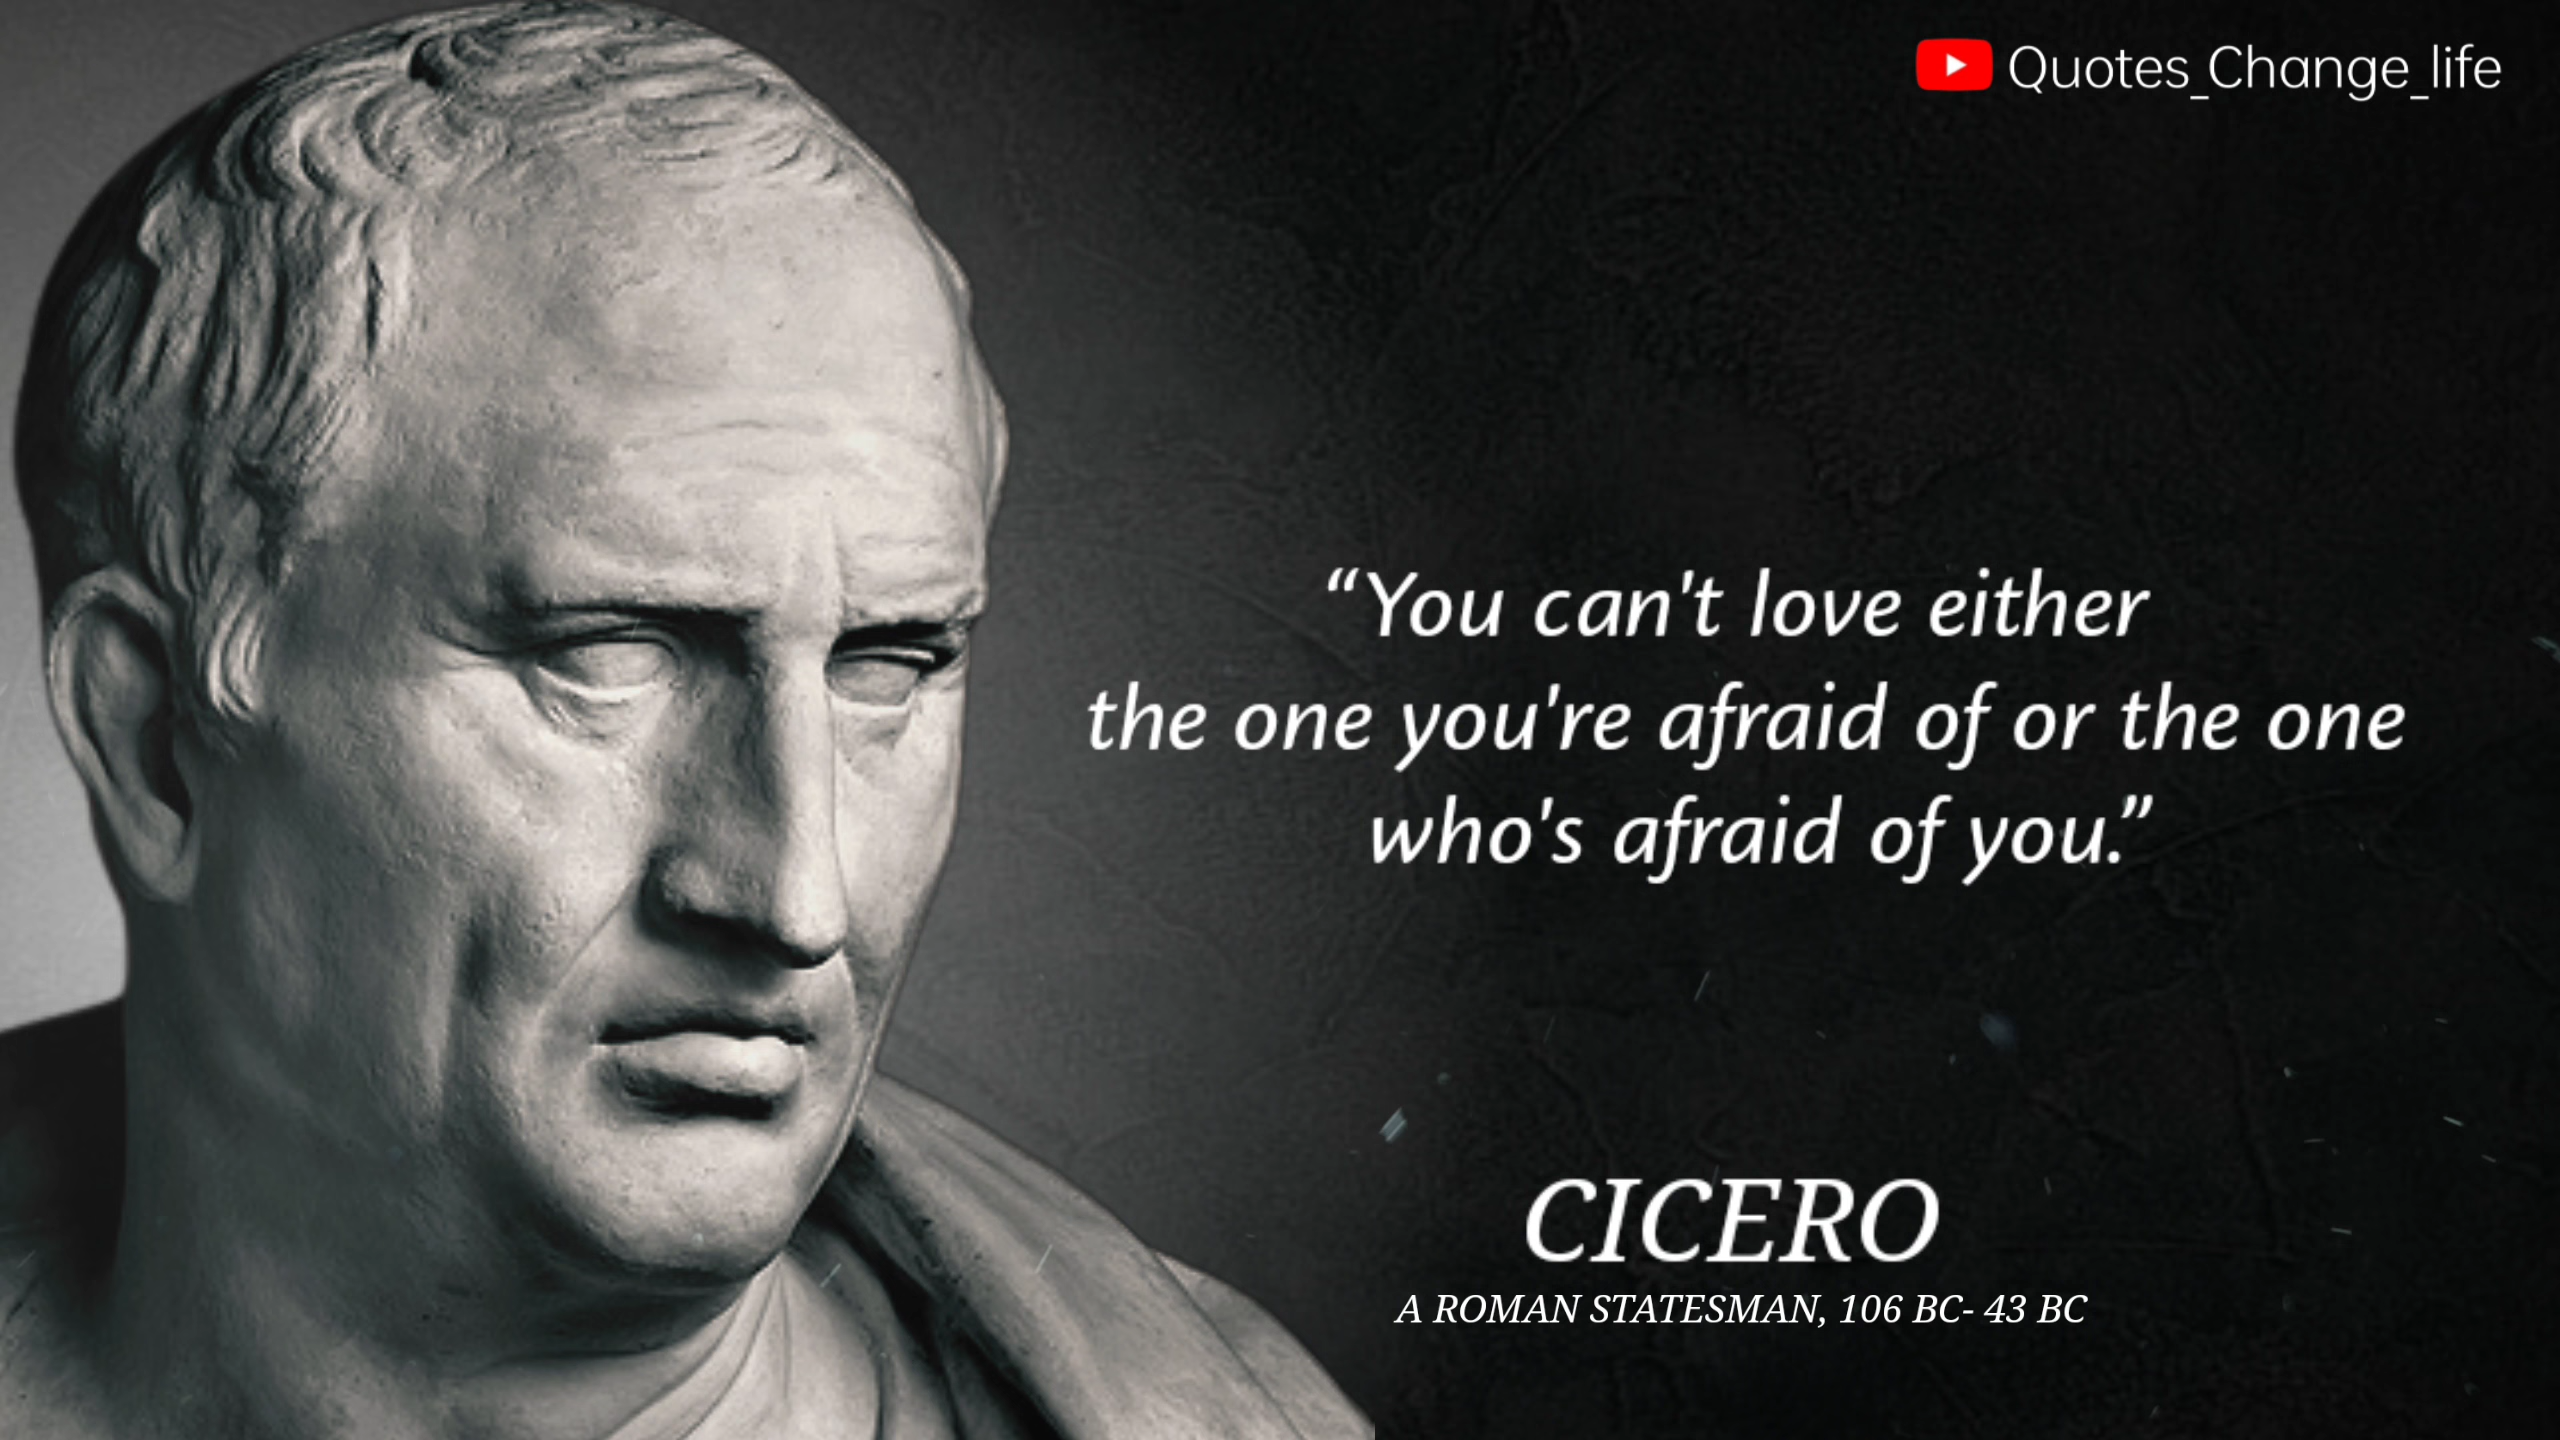 Quotes_Change_life
“You can't love either
the one you're afraid of or the one
who's afraid of you.”
CICERO
A ROMAN STATESMAN, 106 BC- 43 BC